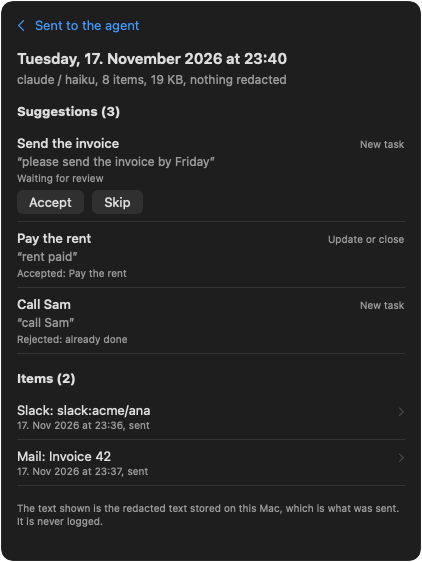 Sent to the agent
Tuesday, 17. November 2026 at 23:40
claude / haiku, 8 items, 19 KB, nothing redacted
Suggestions (3)
Send the invoice New task
“please send the invoice by Friday”
Waiting for review
Accept Skip
Pay the rent Update or close
“rent paid”
Accepted: Pay the rent
Call Sam New task
“call Sam”
Rejected: already done
Items (2)
Slack: slack:acme/ana
17. Nov 2026 at 23:36, sent
Mail: Invoice 42
17. Nov 2026 at 23:37, sent
The text shown is the redacted text stored on this Mac, which is what was sent.
It is never logged.